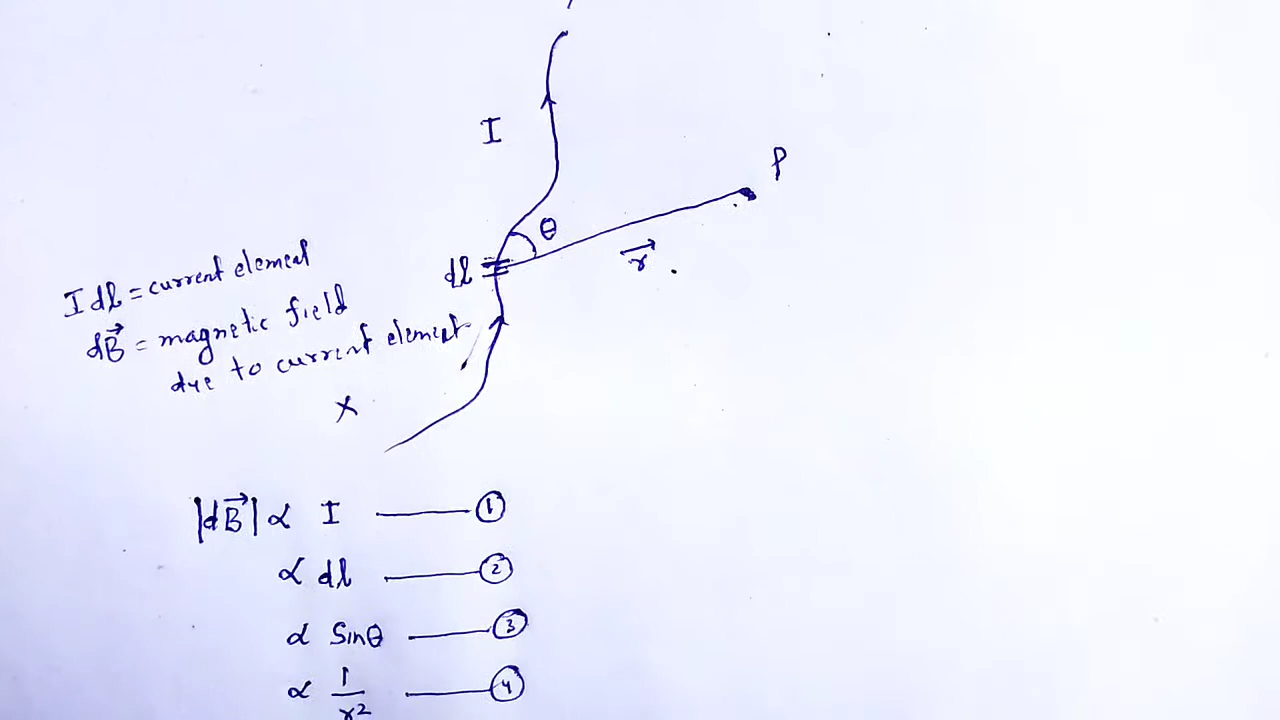 I
P
θ
dl
r⃗
I dl = current element
dB⃗ = magnetic field
due to current element
x
|dB⃗| ∝ I ——— ①
∝ dl ——— ②
∝ Sinθ ——— ③
∝ 1/r² ——— ④